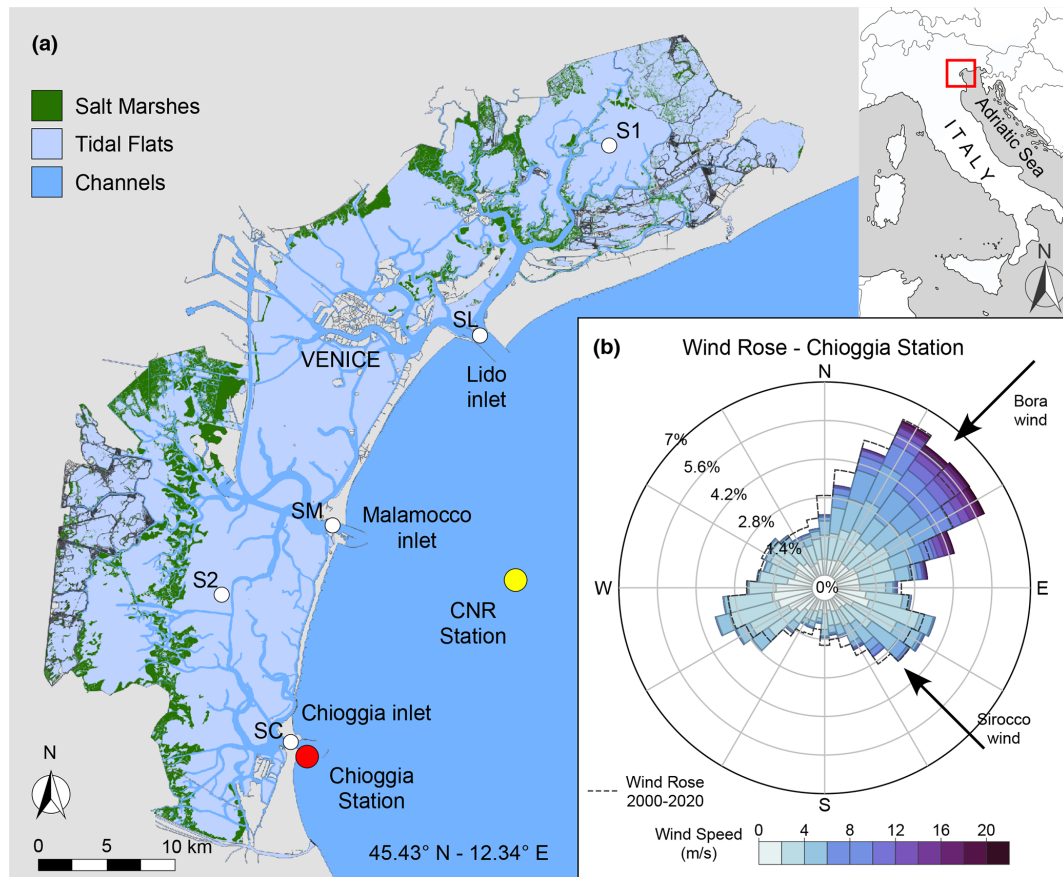 (a)
Salt Marshes
Tidal Flats
Channels
S1
SL
VENICE
Lido
inlet
SM
Malamocco
inlet
S2
CNR
Station
Chioggia inlet
SC
Chioggia
Station
N
0 5 10 km
45.43° N - 12.34° E
ITALY
Adriatic Sea
N
(b)
Wind Rose - Chioggia Station
N
Bora
wind
7%
5.6%
4.2%
2.8%
1.4%
0%
W
E
S
Sirocco
wind
Wind Rose
2000-2020
Wind Speed
(m/s)
0 4 8 12 16 20